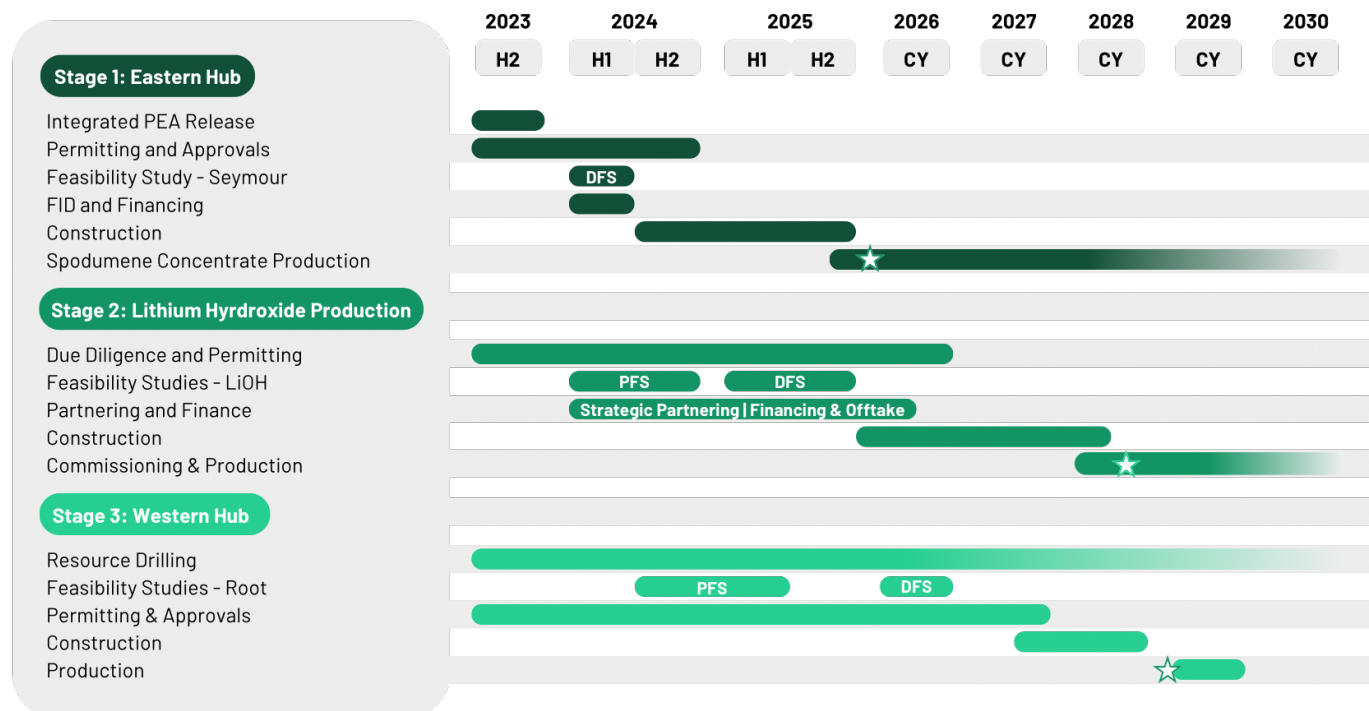 2023 2024 2025 2026 2027 2028 2029 2030
H2 H1 H2 H1 H2 CY CY CY CY CY
Stage 1: Eastern Hub
Integrated PEA Release
Permitting and Approvals
Feasibility Study - Seymour DFS
FID and Financing
Construction
Spodumene Concentrate Production
Stage 2: Lithium Hyrdroxide Production
Due Diligence and Permitting
Feasibility Studies - LiOH PFS DFS
Partnering and Finance Strategic Partnering | Financing & Offtake
Construction
Commissioning & Production
Stage 3: Western Hub
Resource Drilling
Feasibility Studies - Root PFS DFS
Permitting & Approvals
Construction
Production